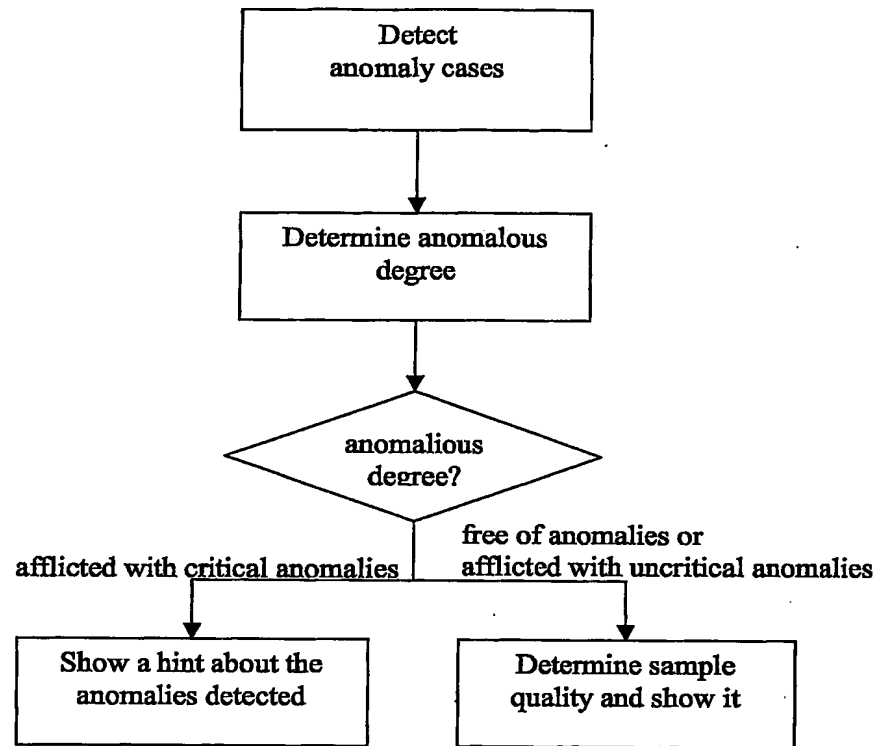 Detect
anomaly cases
Determine anomalous
degree
anomalious
degree?
afflicted with critical anomalies
free of anomalies or
afflicted with uncritical anomalies
Show a hint about the
anomalies detected
Determine sample
quality and show it